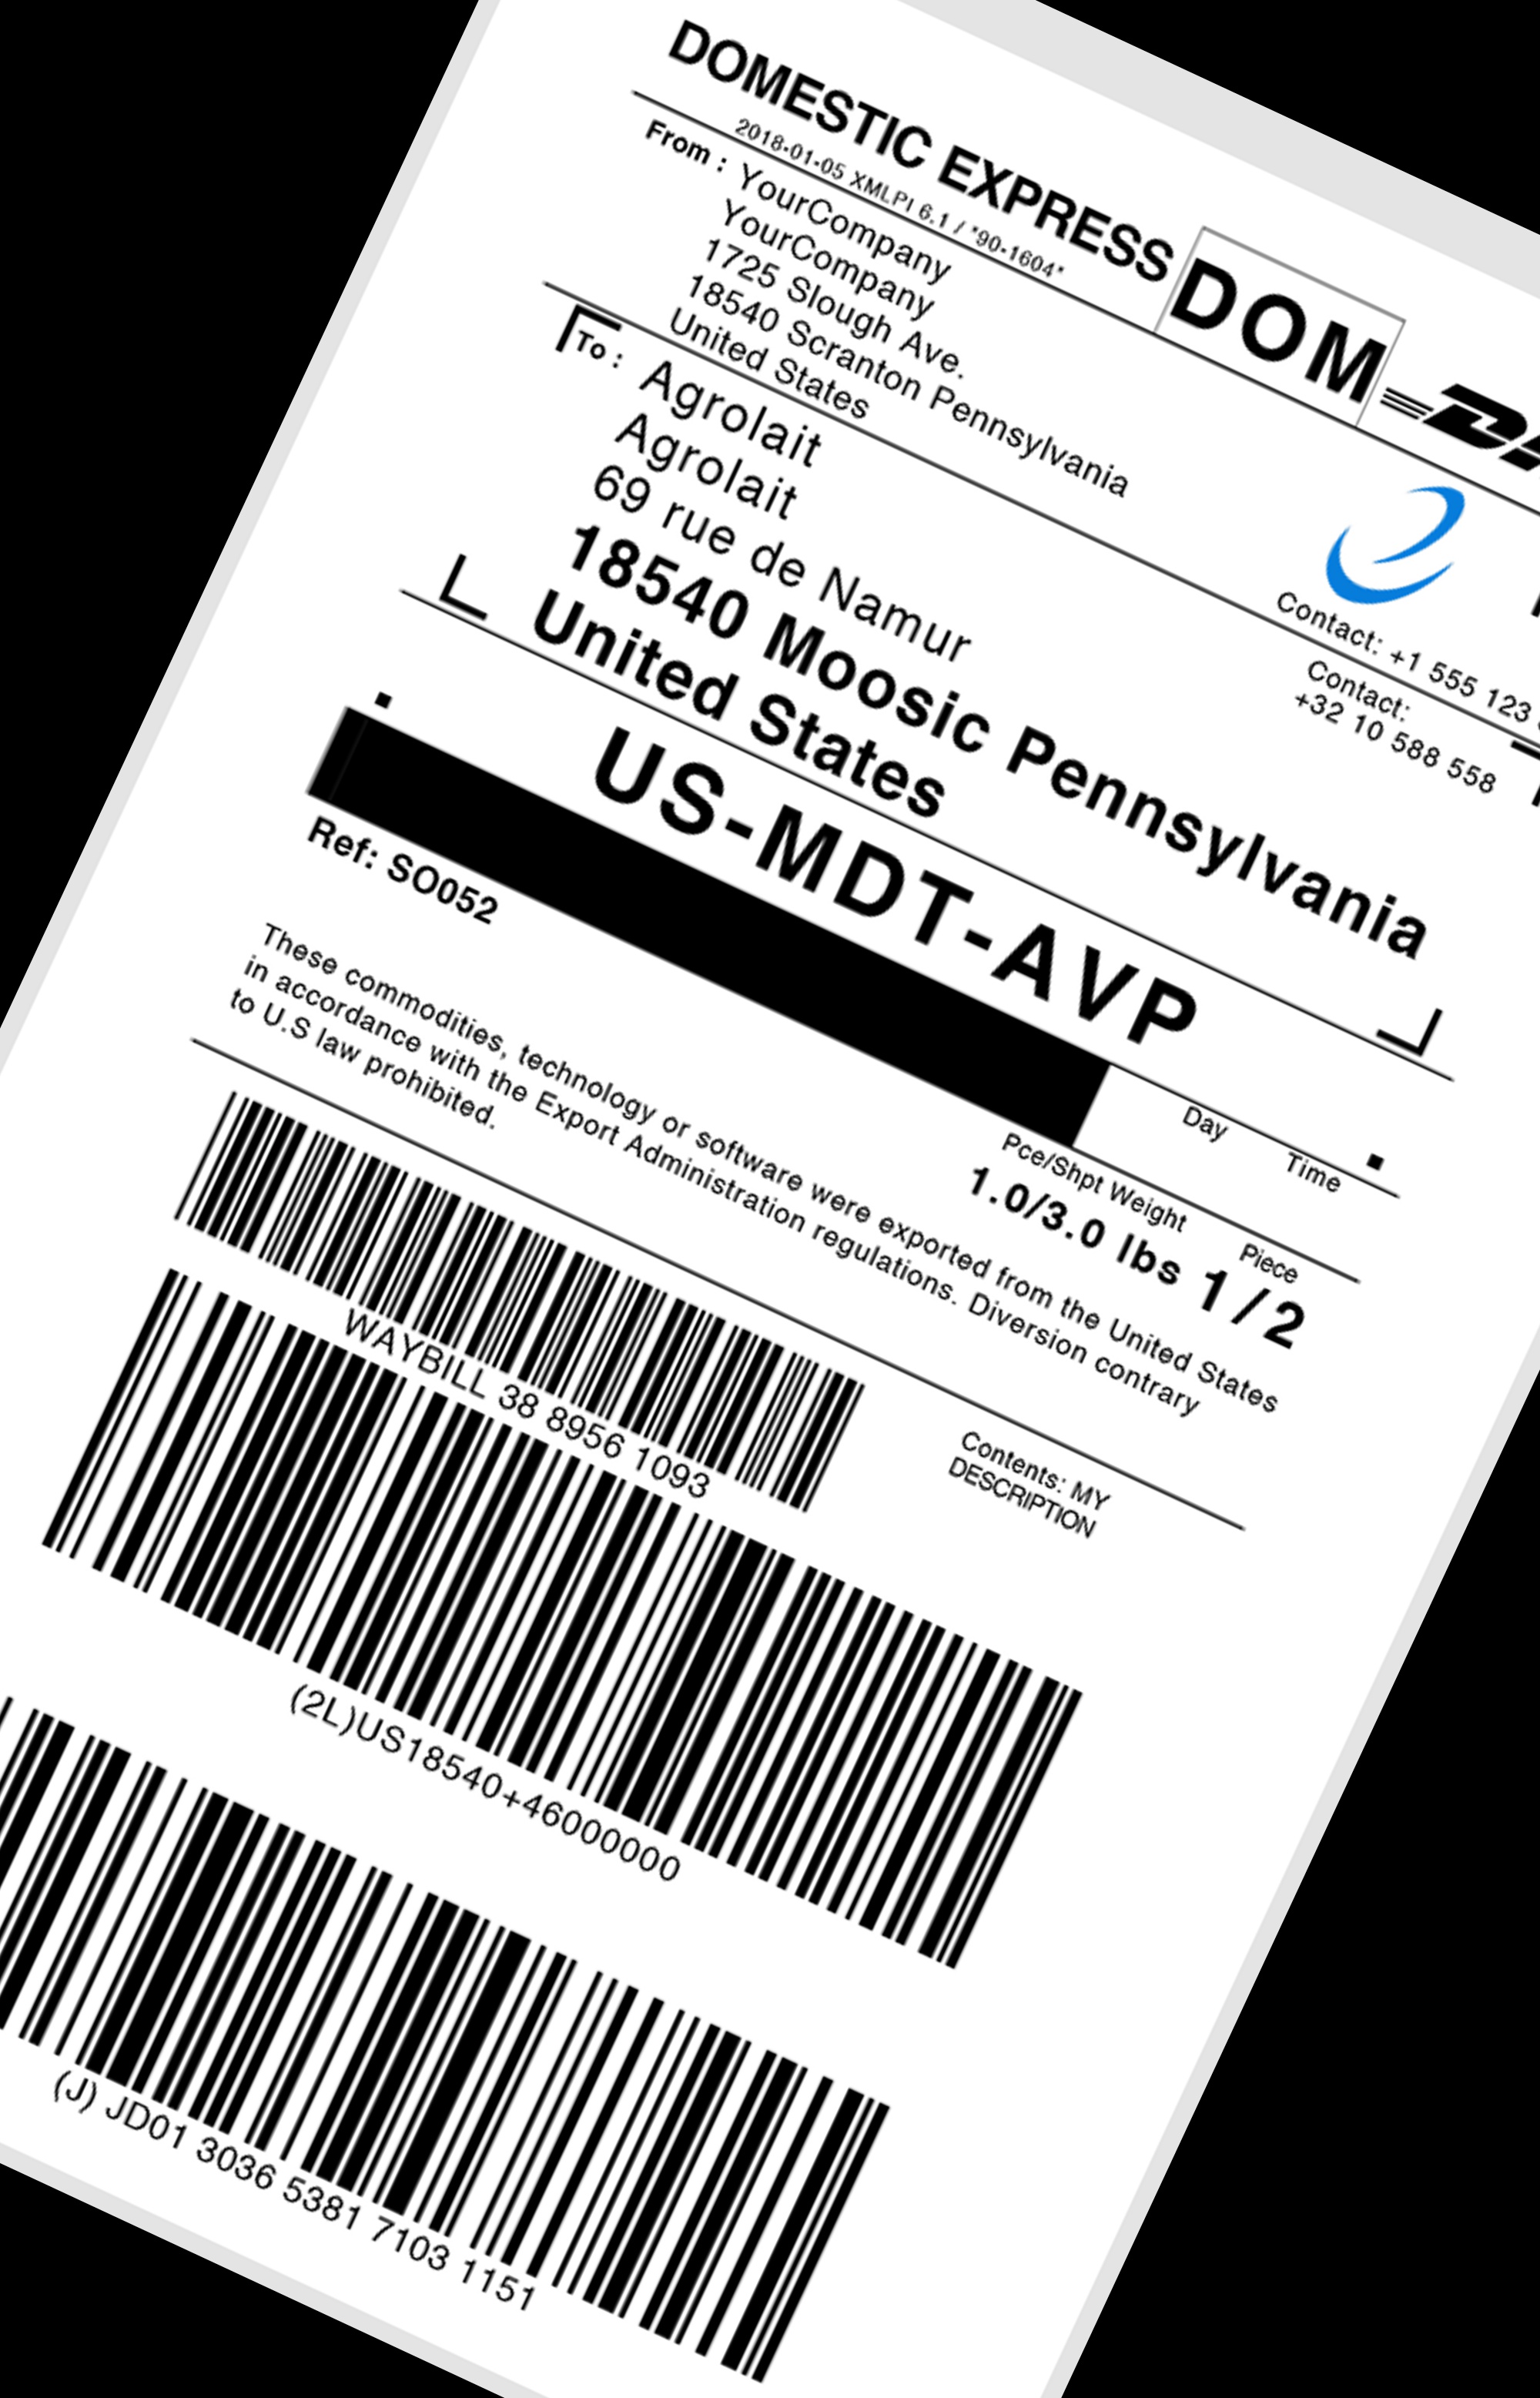 DOMESTIC EXPRESS
DOM
2018-01-05 XMLPI 6.1 / *90-1604*
From : YourCompany
YourCompany
1725 Slough Ave.
18540 Scranton Pennsylvania
United States
Contact: +1 555 123
To : Agrolait
Agrolait
69 rue de Namur
18540 Moosic Pennsylvania
United States
Contact:
+32 10 588 558
US-MDT-AVP
Day
Time
Ref: SO052
Pce/Shpt Weight
Piece
1.0/3.0 lbs 1/2
These commodities, technology or software were exported from the United States
in accordance with the Export Administration regulations. Diversion contrary
to U.S law prohibited.
Contents: MY
DESCRIPTION
WAYBILL 38 8956 1093
(2L)US18540+46000000
(J) JD01 3036 5381 7103 1151